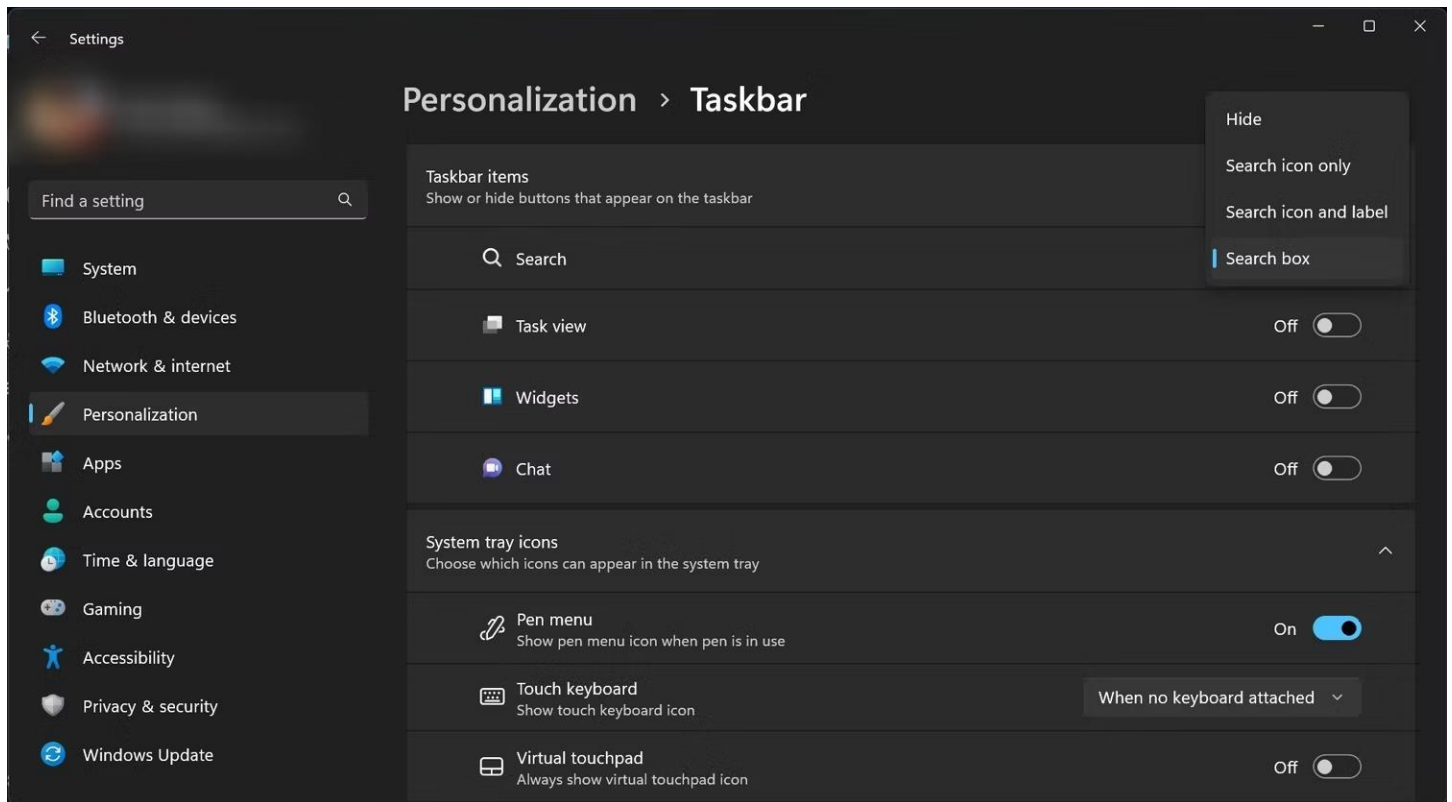 Settings
Personalization > Taskbar
Find a setting
System
Bluetooth & devices
Network & internet
Personalization
Apps
Accounts
Time & language
Gaming
Accessibility
Privacy & security
Windows Update
Taskbar items
Show or hide buttons that appear on the taskbar
Search
Hide
Search icon only
Search icon and label
Search box
Task view Off
Widgets Off
Chat Off
System tray icons
Choose which icons can appear in the system tray
Pen menu
Show pen menu icon when pen is in use
On
Touch keyboard
Show touch keyboard icon
When no keyboard attached
Virtual touchpad
Always show virtual touchpad icon
Off